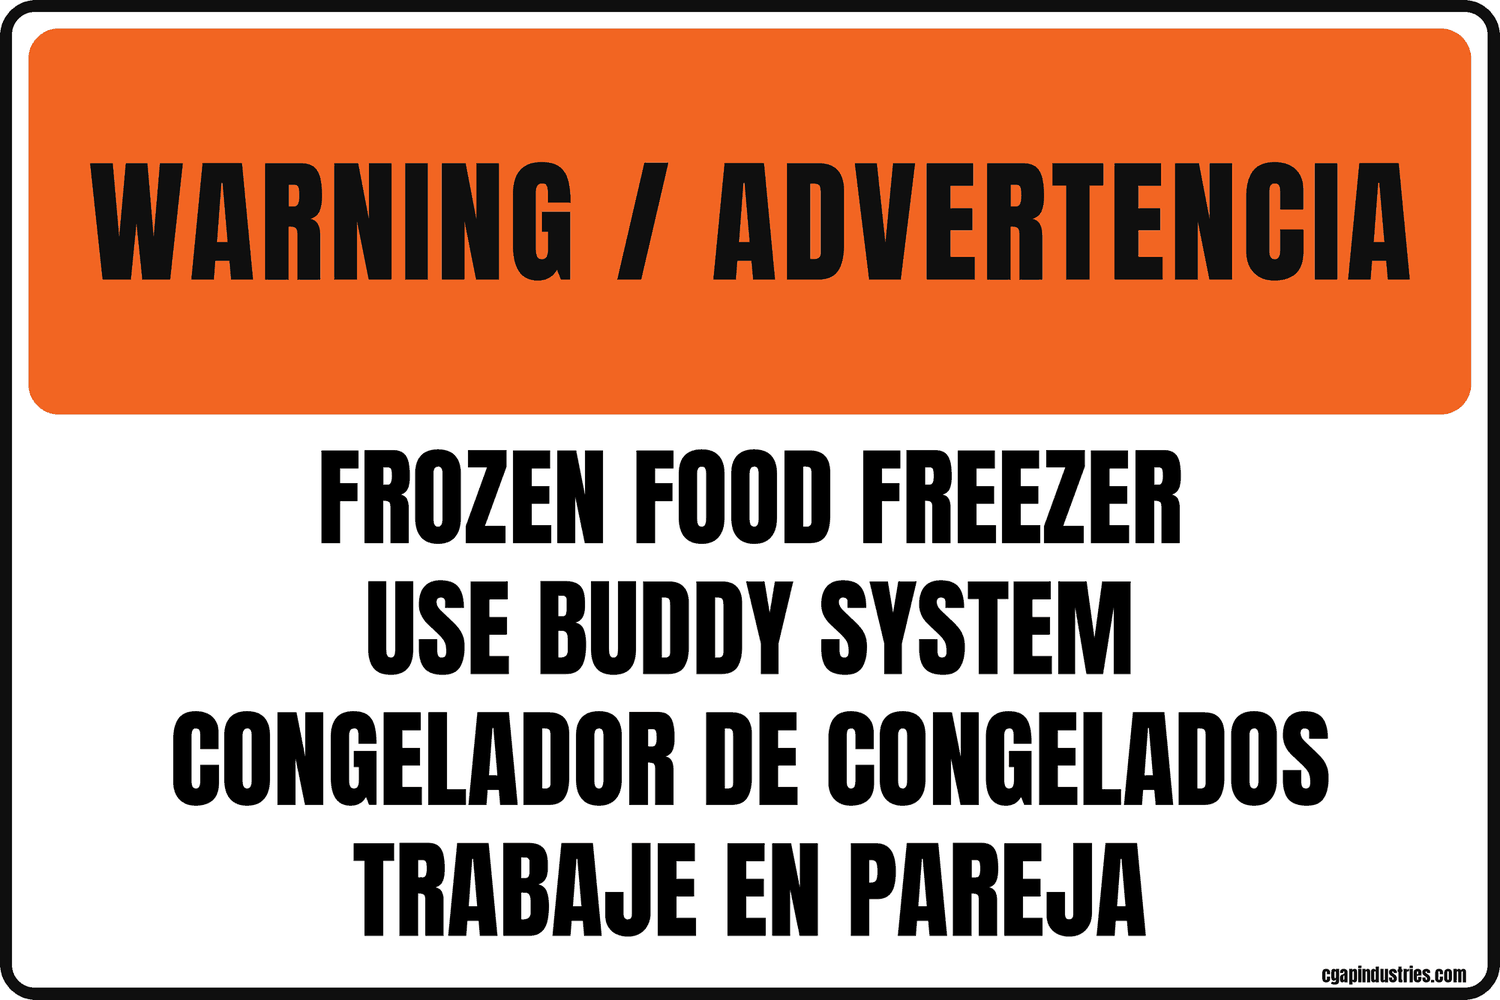 WARNING / ADVERTENCIA
FROZEN FOOD FREEZER
USE BUDDY SYSTEM
CONGELADOR DE CONGELADOS
TRABAJE EN PAREJA
cgapindustries.com